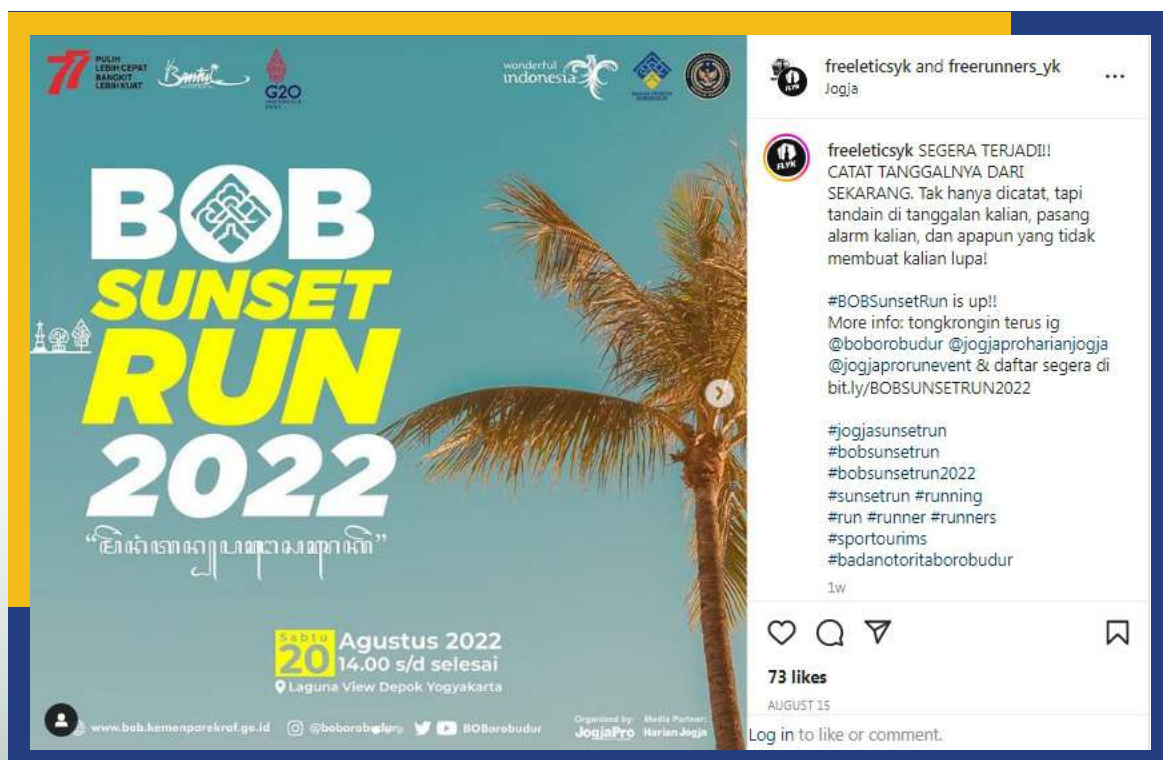 77
PULIH
LEBIH CEPAT
BANGKIT
LEBIH KUAT
Bantul
G20
wonderful
indonesia
BOB
SUNSET
RUN
2022
Sabtu
20
Agustus 2022
14.00 s/d selesai
Laguna View Depok Yogyakarta
www.bob.kemenparekraf.go.id
@boborobudur
BOBorobudur
Organized by:
JogjaPro
Media Partner:
Harian Jogja
freeleticsyk and freerunners_yk
Jogja
FLYK
freeleticsyk SEGERA TERJADI!!
CATAT TANGGALNYA DARI
SEKARANG. Tak hanya dicatat, tapi
tandain di tanggalan kalian, pasang
alarm kalian, dan apapun yang tidak
membuat kalian lupa!
#BOBSunsetRun is up!!
More info: tongkrongin terus ig
@boborobudur @jogjaproharianjogja
@jogjaprorunevent & daftar segera di
bit.ly/BOBSUNSETRUN2022
#jogjasunsetrun
#bobsunsetrun
#bobsunsetrun2022
#sunsetrun #running
#run #runner #runners
#sportourims
#badanotoritaborobudur
1w
73 likes
AUGUST 15
Log in to like or comment.